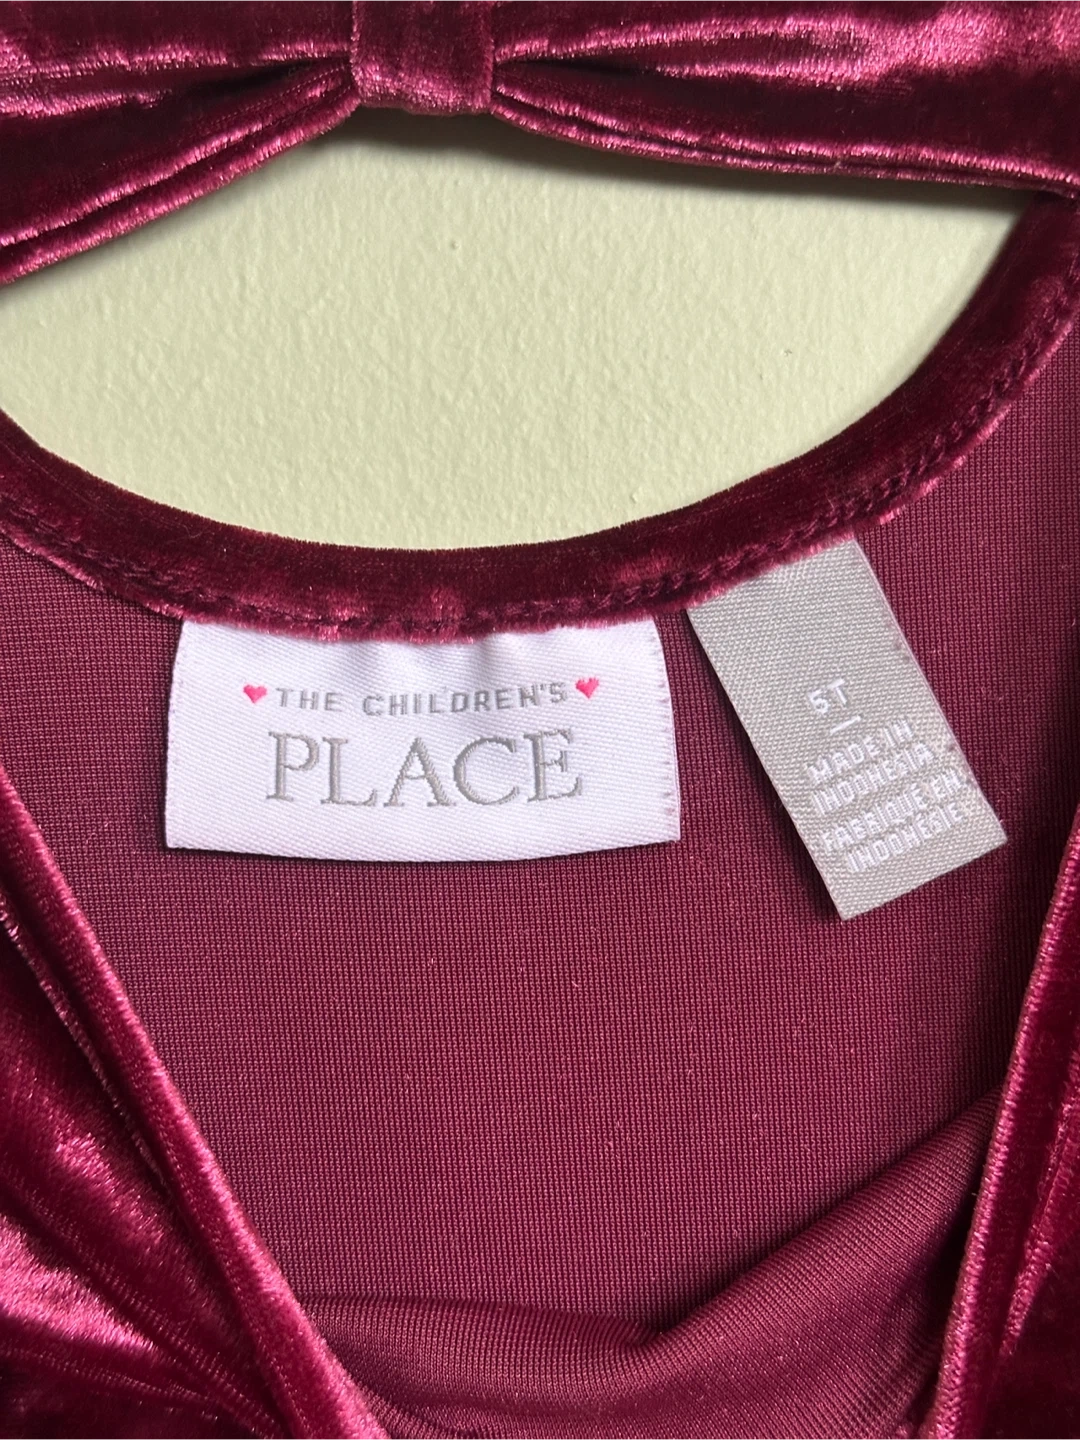 THE CHILDREN'S
PLACE
5T
MADE IN
INDONESIA
FABRIQUÉ EN
INDONÉSIE